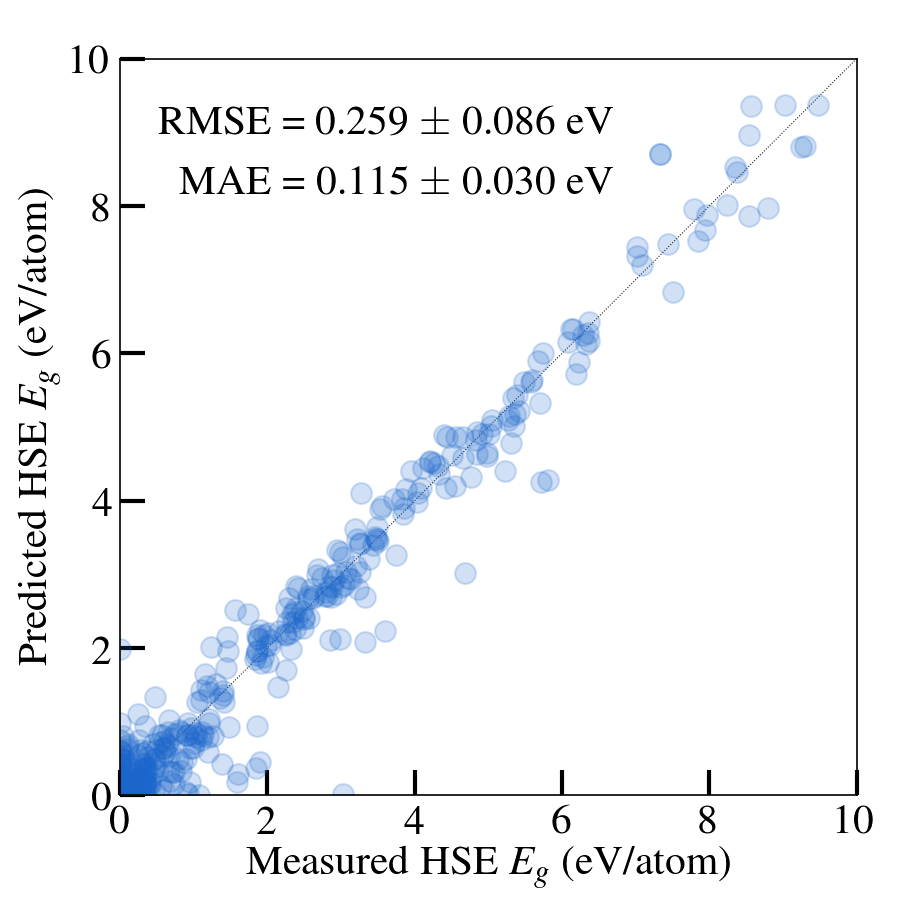 10
RMSE = 0.259 ± 0.086 eV
MAE = 0.115 ± 0.030 eV
8
6
4
2
0
Predicted HSE E_g (eV/atom)
0 2 4 6 8 10
Measured HSE E_g (eV/atom)